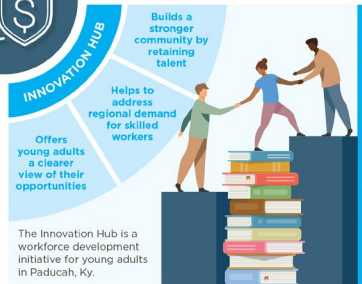 $
INNOVATION HUB
Builds a
stronger
community by
retaining
talent
Helps to
address
regional demand
for skilled
workers
Offers
young adults
a clearer
view of their
opportunities
The Innovation Hub is a
workforce development
initiative for young adults
in Paducah, Ky.